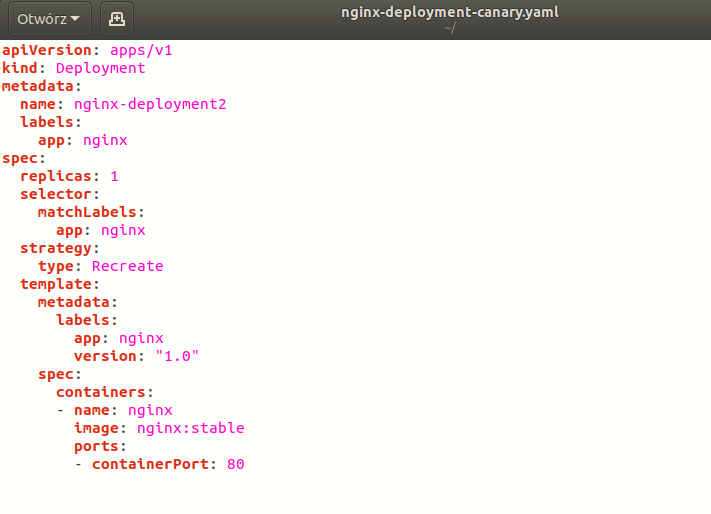 Otwórz
nginx-deployment-canary.yaml
~/
apiVersion: apps/v1
kind: Deployment
metadata:
  name: nginx-deployment2
  labels:
    app: nginx
spec:
  replicas: 1
  selector:
    matchLabels:
      app: nginx
  strategy:
    type: Recreate
  template:
    metadata:
      labels:
        app: nginx
        version: "1.0"
    spec:
      containers:
      - name: nginx
        image: nginx:stable
        ports:
        - containerPort: 80